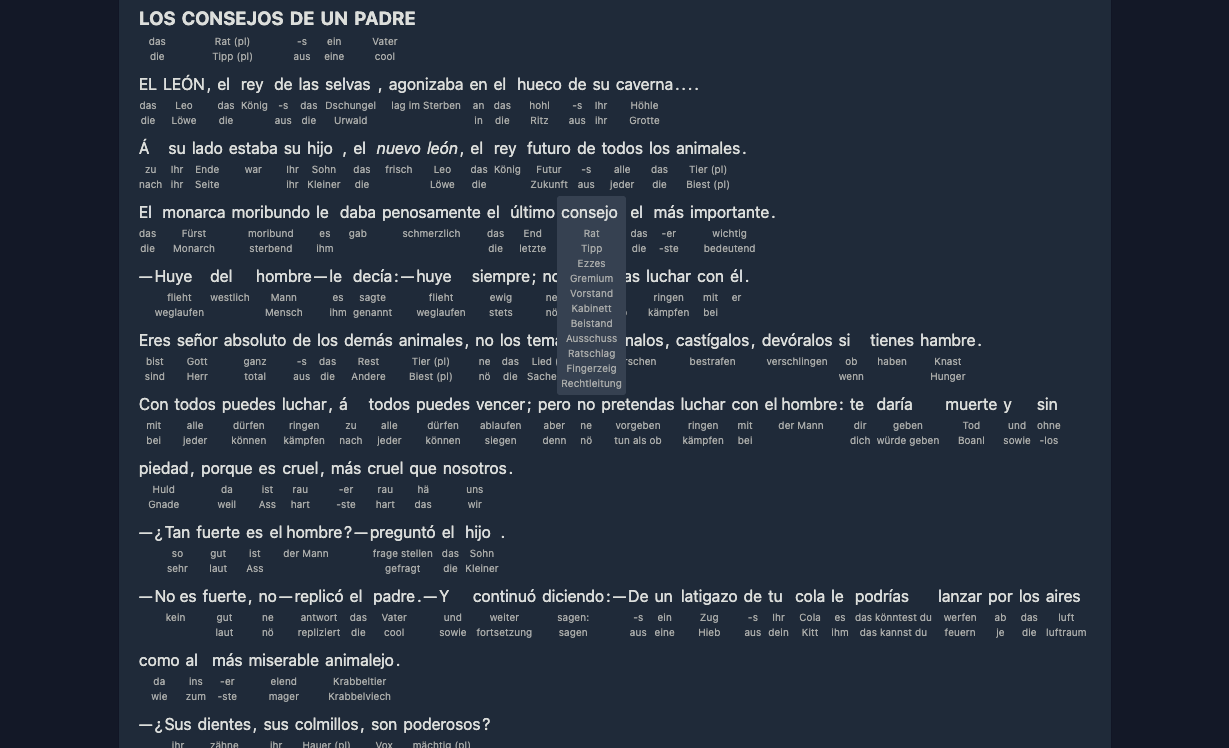 LOS CONSEJOS DE UN PADRE
das Rat (pl) -s ein Vater
die Tipp (pl) aus eine cool
EL LEÓN, el rey de las selvas , agonizaba en el hueco de su caverna....
das Leo das König -s das Dschungel lag im Sterben an das hohl -s Ihr Höhle
die Löwe die aus die Urwald in die Ritz aus ihr Grotte
Á su lado estaba su hijo , el nuevo león, el rey futuro de todos los animales.
zu Ihr Ende war Ihr Sohn das frisch Leo das König Futur -s alle das Tier (pl)
nach ihr Seite ihr Kleiner die Löwe die Zukunft aus jeder die Biest (pl)
El monarca moribundo le daba penosamente el último consejo el más importante.
das Fürst moribund es gab schmerzlich das End Rat das -er wichtig
die Monarch sterbend ihm die letzte Tipp die -ste bedeutend
Ezzes
Gremium
Vorstand
Kabinett
Beistand
Ausschuss
Ratschlag
Fingerzeig
Rechtleitung
—Huye del hombre—le decía:—huye siempre; no as luchar con él.
flieht westlich Mann es sagte flieht ewig ne ringen mit er
weglaufen Mensch ihm genannt weglaufen stets kämpfen bei
Eres señor absoluto de los demás animales, no los tem nalos, castígalos, devóralos si tienes hambre.
bist Gott ganz -s das Rest Tier (pl) ne das Lied rschen bestrafen verschlingen ob haben Knast
sind Herr total aus die Andere Biest (pl) nö die Sache wenn Hunger
Con todos puedes luchar, á todos puedes vencer; pero no pretendas luchar con el hombre: te daría muerte y sin
mit alle dürfen ringen zu alle dürfen ablaufen aber ne vorgeben ringen mit der Mann dir geben Tod und ohne
bei jeder können kämpfen nach jeder können siegen denn nö tun als ob kämpfen bei dich würde geben Boanl sowie -los
piedad, porque es cruel, más cruel que nosotros.
Huld da ist rau -er rau hä uns
Gnade weil Ass hart -ste hart das wir
—¿Tan fuerte es el hombre?—preguntó el hijo .
so gut ist der Mann frage stellen das Sohn
sehr laut Ass gefragt die Kleiner
—No es fuerte, no—replicó el padre.—Y continuó diciendo:—De un latigazo de tu cola le podrías lanzar por los aires
kein gut ne antwort das Vater und weiter sagen: -s ein Zug -s ihr Cola es das könntest du werfen ab das luft
laut nö repliziert die cool sowie fortsetzung sagen aus eine Hieb aus dein Kitt ihm das kannst du feuern je die luftraum
como al más miserable animalejo.
da ins -er elend Krabbeltier
wie zum -ste mager Krabbelviech
—¿Sus dientes, sus colmillos, son poderosos?
Ihr zähne Ihr Hauer (pl) Vox mächtig (pl)